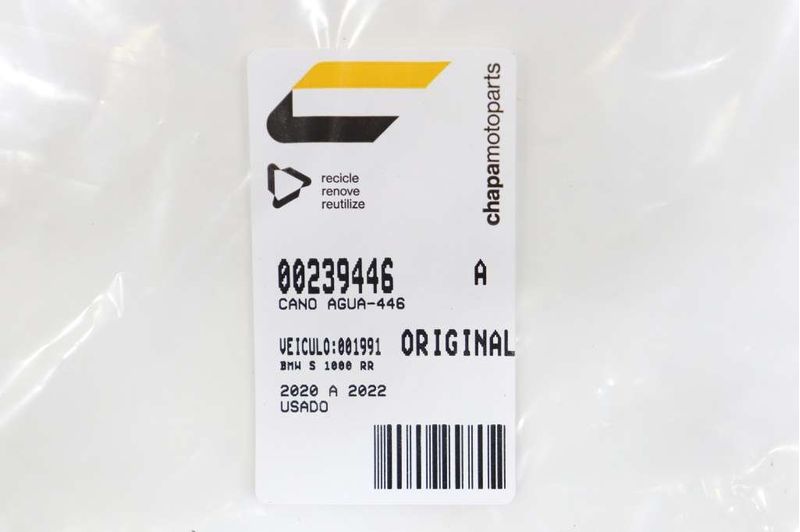 chapamotoparts
recicle
renove
reutilize
00239446 A
CANO AGUA-446
VEICULO:001991 ORIGINAL
BMW S 1000 RR
2020 A 2022
USADO